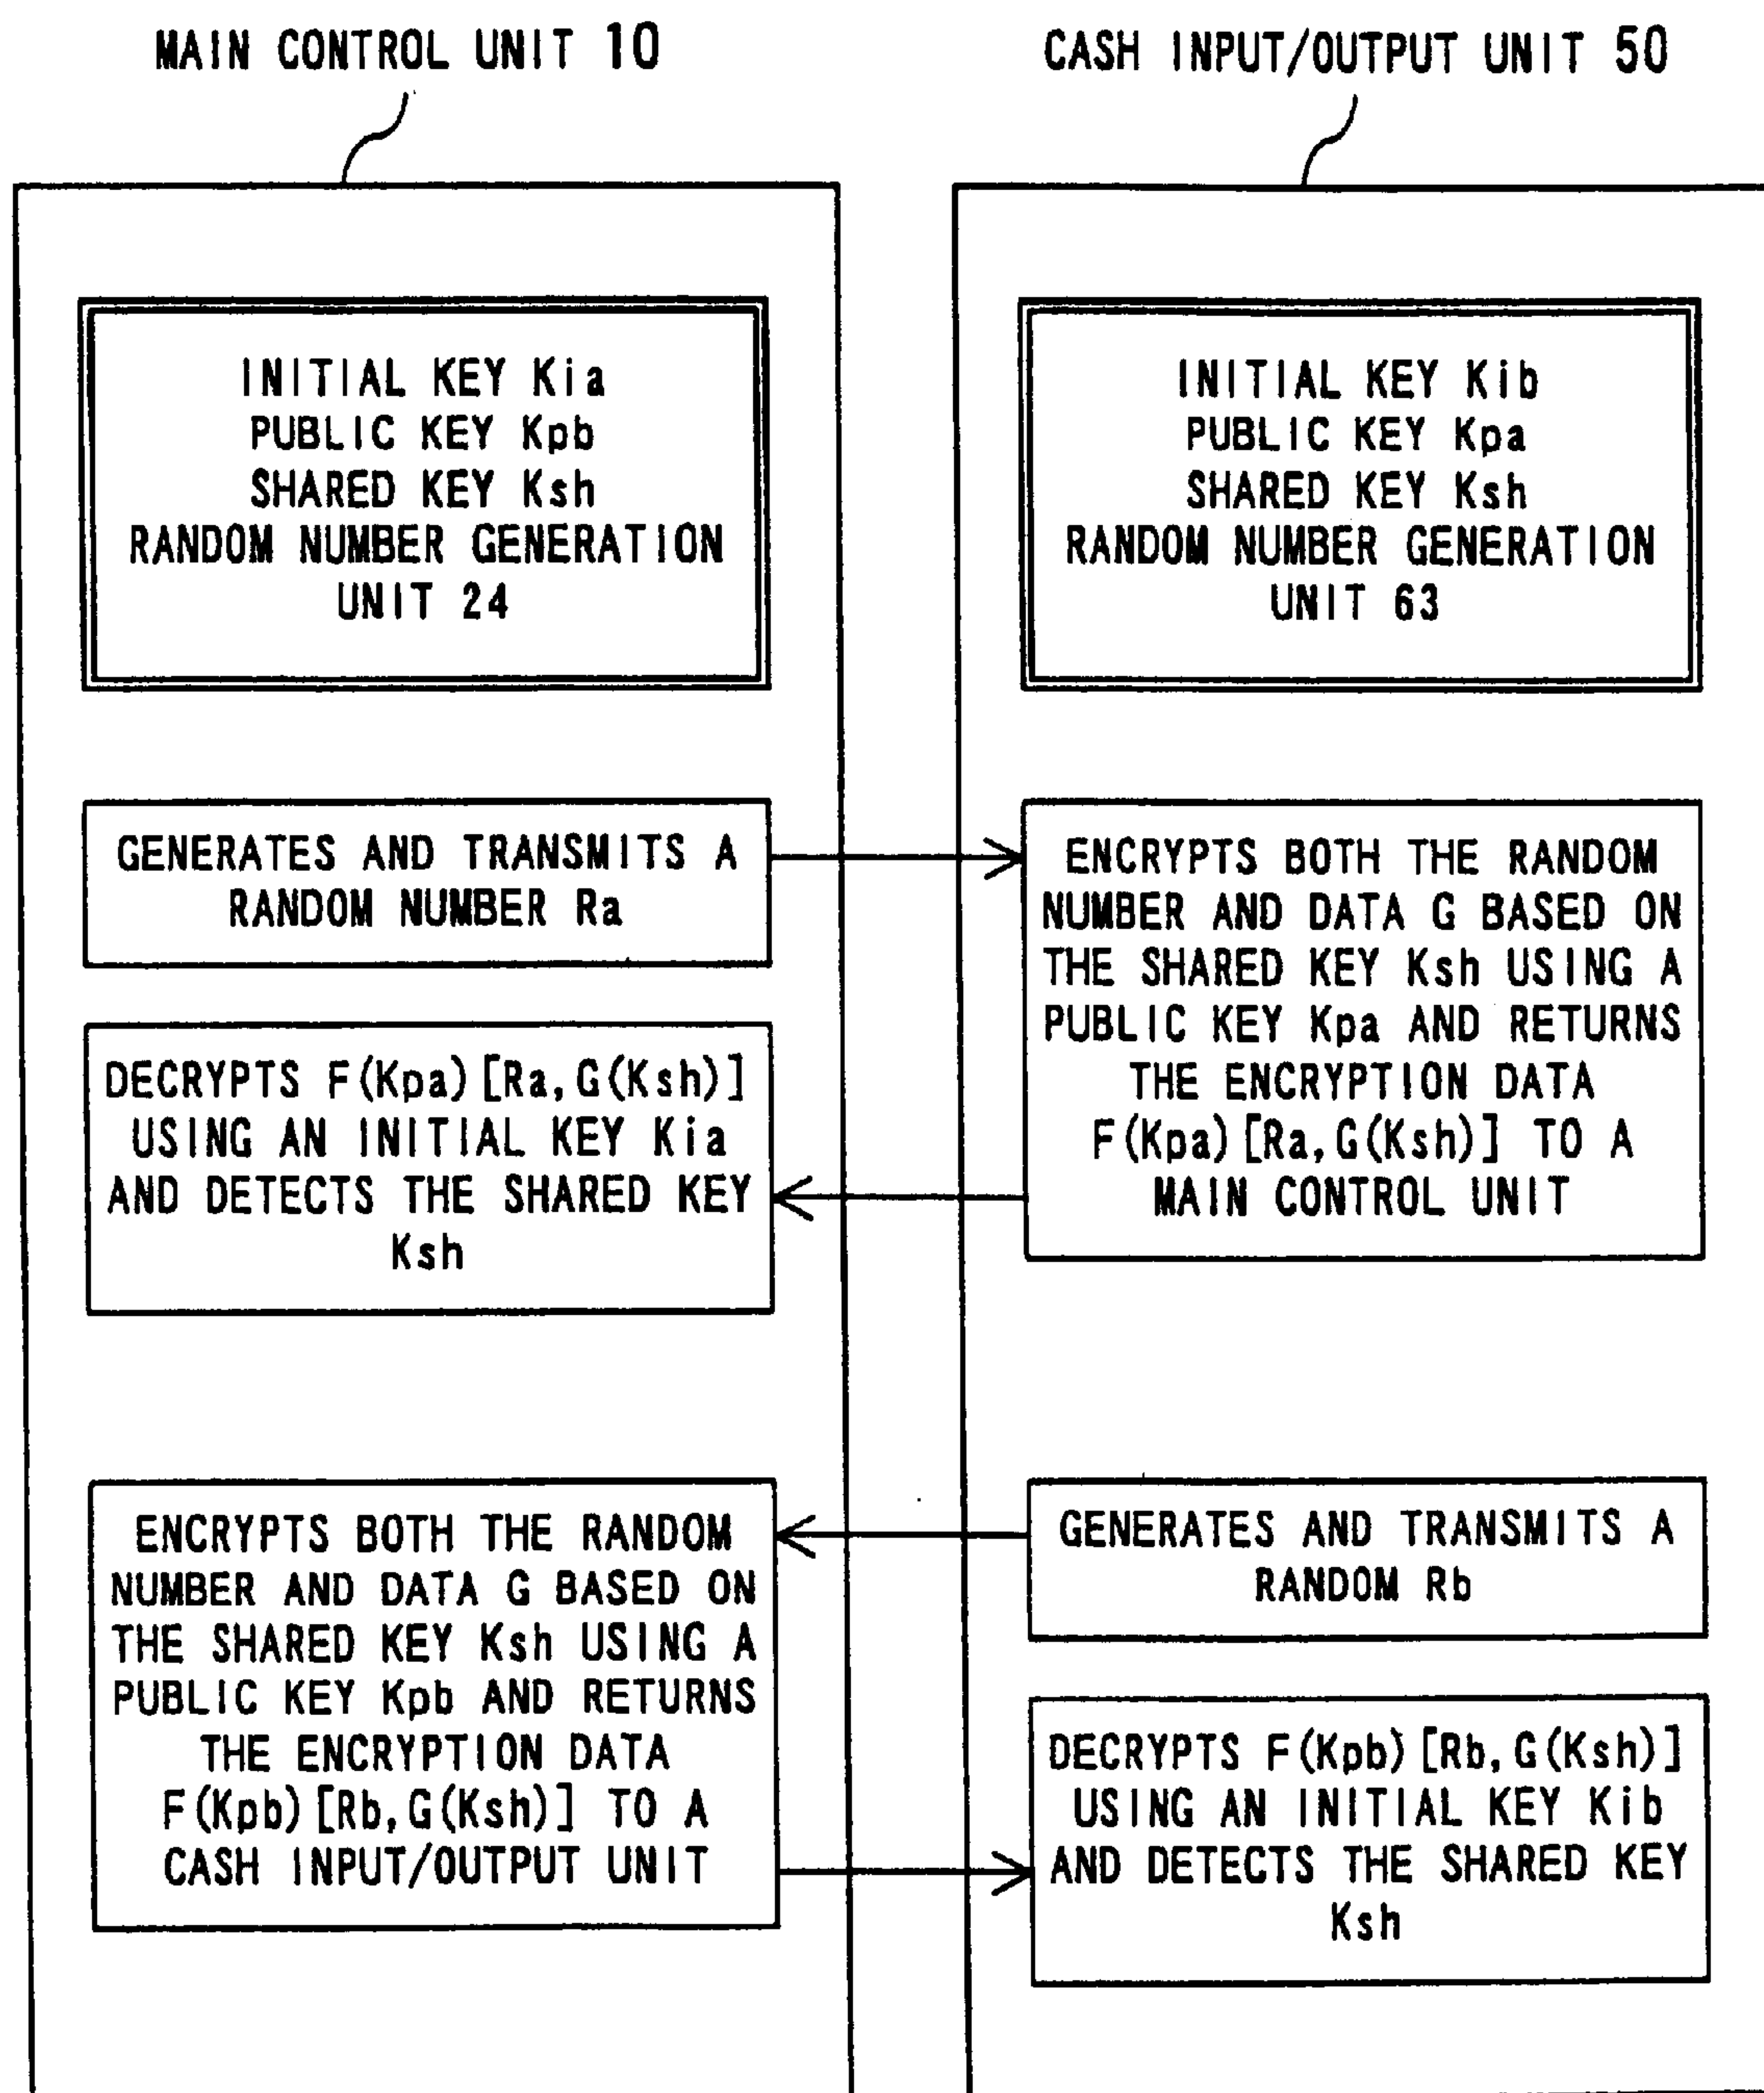 MAIN CONTROL UNIT 10
CASH INPUT/OUTPUT UNIT 50
INITIAL KEY Kia
PUBLIC KEY Kpb
SHARED KEY Ksh
RANDOM NUMBER GENERATION
UNIT 24
INITIAL KEY Kib
PUBLIC KEY Kpa
SHARED KEY Ksh
RANDOM NUMBER GENERATION
UNIT 63
GENERATES AND TRANSMITS A
RANDOM NUMBER Ra
ENCRYPTS BOTH THE RANDOM
NUMBER AND DATA G BASED ON
THE SHARED KEY Ksh USING A
PUBLIC KEY Kpa AND RETURNS
THE ENCRYPTION DATA
F(Kpa)[Ra,G(Ksh)] TO A
MAIN CONTROL UNIT
DECRYPTS F(Kpa)[Ra,G(Ksh)]
USING AN INITIAL KEY Kia
AND DETECTS THE SHARED KEY
Ksh
GENERATES AND TRANSMITS A
RANDOM Rb
ENCRYPTS BOTH THE RANDOM
NUMBER AND DATA G BASED ON
THE SHARED KEY Ksh USING A
PUBLIC KEY Kpb AND RETURNS
THE ENCRYPTION DATA
F(Kpb)[Rb,G(Ksh)] TO A
CASH INPUT/OUTPUT UNIT
DECRYPTS F(Kpb)[Rb,G(Ksh)]
USING AN INITIAL KEY Kib
AND DETECTS THE SHARED KEY
Ksh